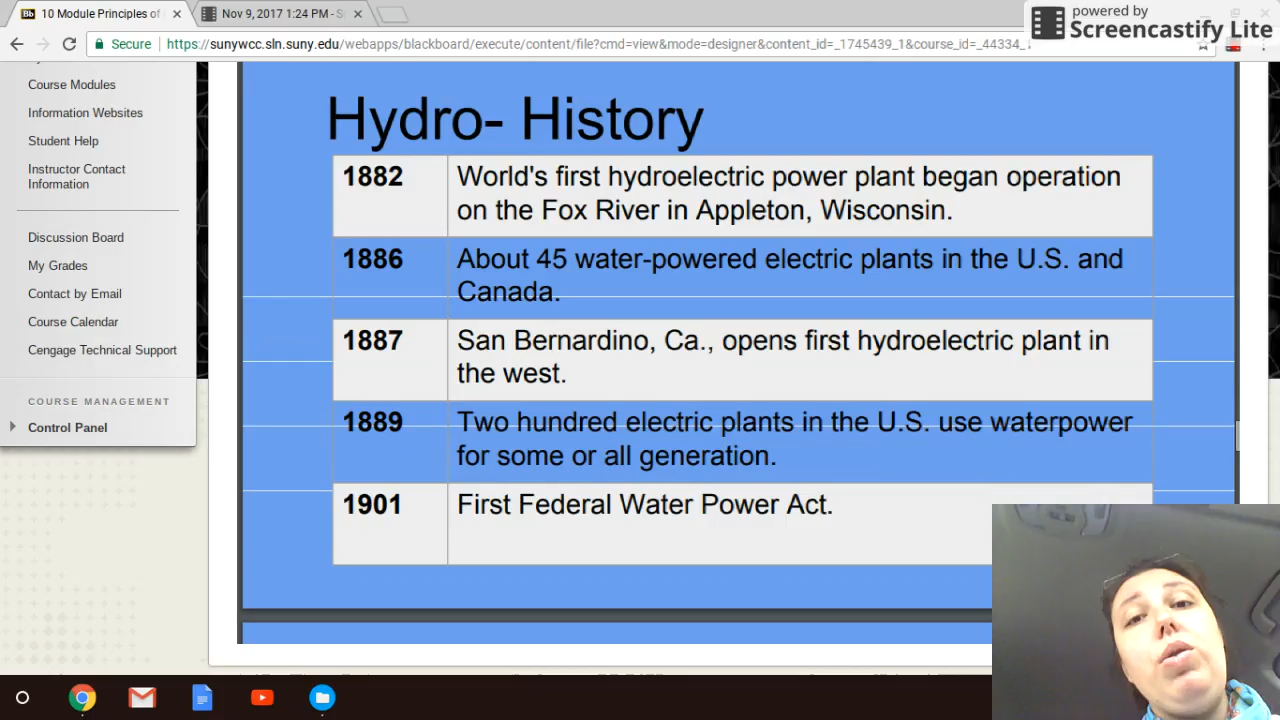 10 Module Principles of
Nov 9, 2017 1:24 PM - S
powered by
Screencastify Lite
Secure
https://sunywcc.sln.suny.edu/webapps/blackboard/execute/content/file?cmd=view&mode=designer&content_id=_1745439_1&course_id=_44334_1
Course Modules
Information Websites
Student Help
Instructor Contact
Information
Discussion Board
My Grades
Contact by Email
Course Calendar
Cengage Technical Support
COURSE MANAGEMENT
Control Panel
Hydro- History
1882 World's first hydroelectric power plant began operation
on the Fox River in Appleton, Wisconsin.
1886 About 45 water-powered electric plants in the U.S. and
Canada.
1887 San Bernardino, Ca., opens first hydroelectric plant in
the west.
1889 Two hundred electric plants in the U.S. use waterpower
for some or all generation.
1901 First Federal Water Power Act.